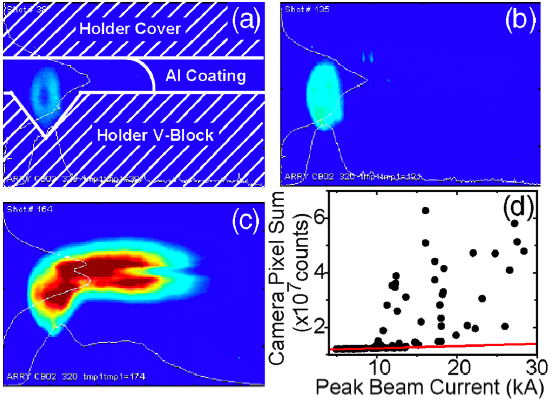 Shot# 39
(a)
Holder Cover
Al Coating
Holder V-Block
Shot# 135
(b)
Shot# 164
(c)
ARRY CB02 320 tmp1tmp1=174
(d)
Camera Pixel Sum
(x10⁷counts)
6
4
2
0 10 20 30
Peak Beam Current (kA)